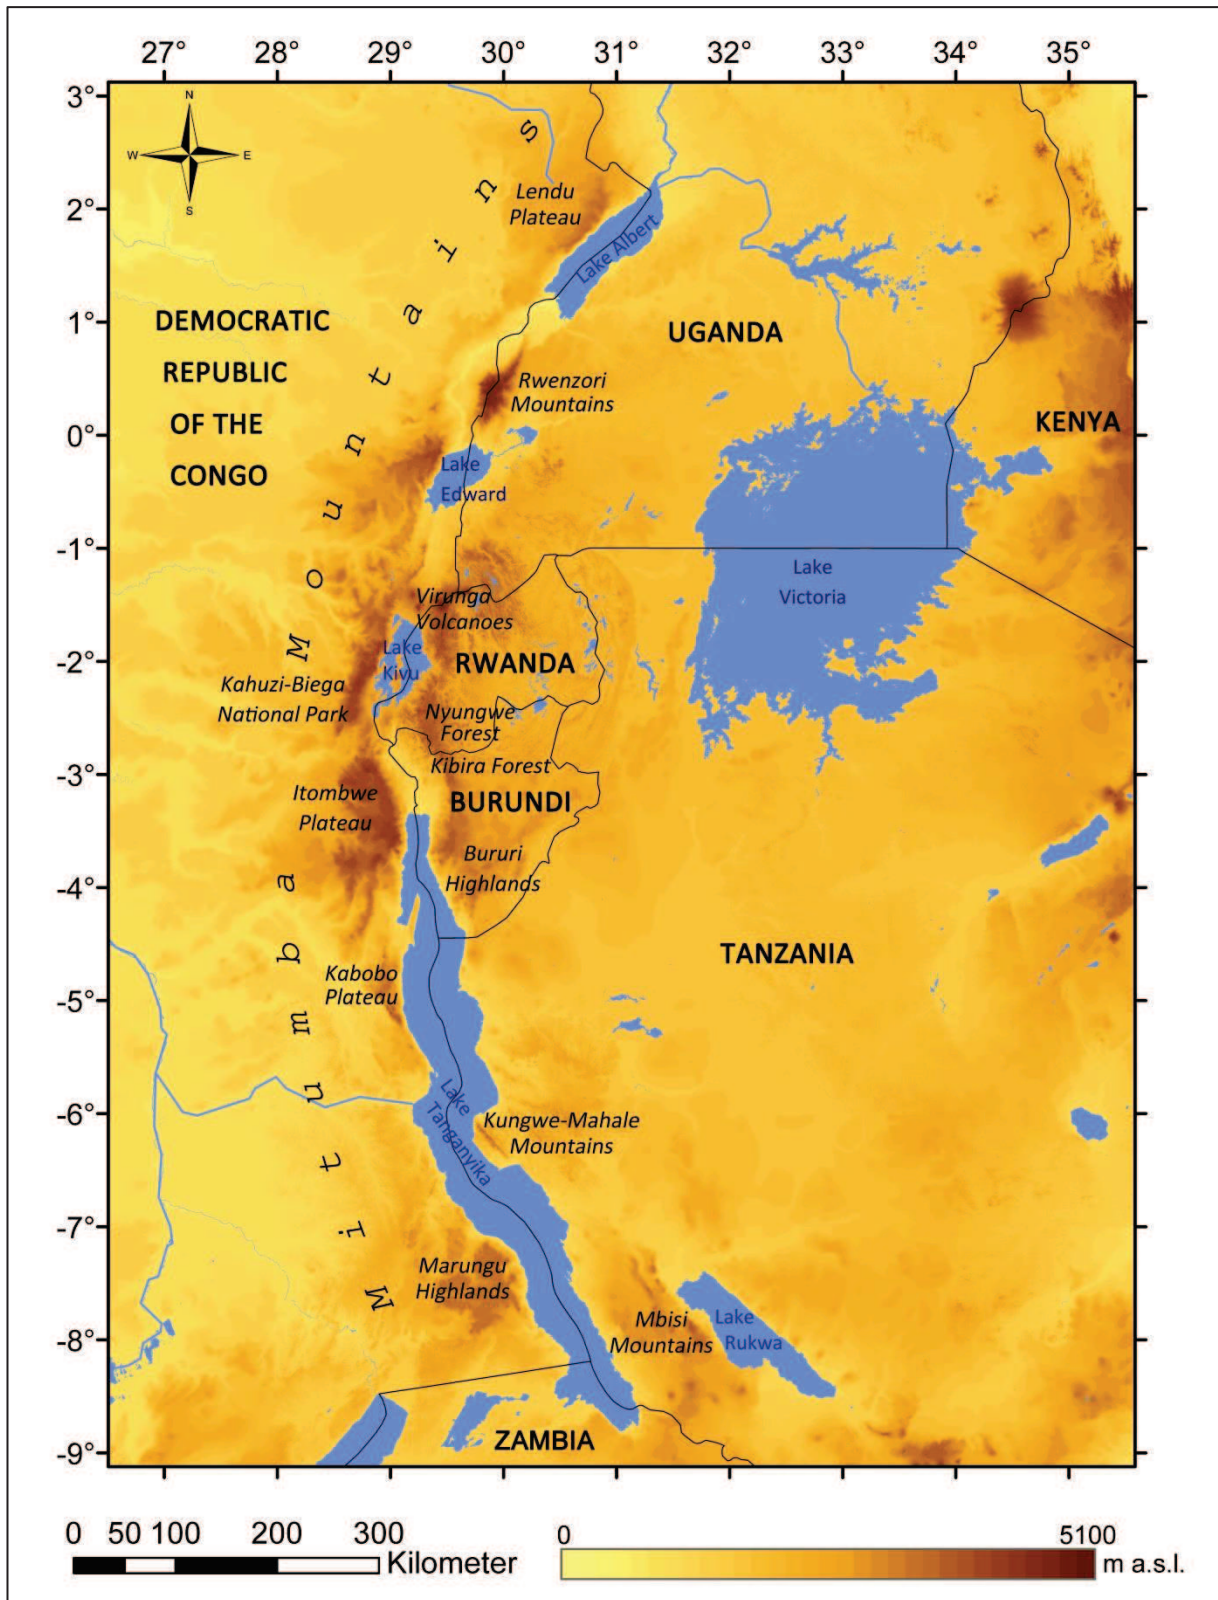 27° 28° 29° 30° 31° 32° 33° 34° 35°
3°
2°
1°
0°
-1°
-2°
-3°
-4°
-5°
-6°
-7°
-8°
-9°
N
W E
S
Lendu
Plateau
Lake Albert
DEMOCRATIC
REPUBLIC
OF THE
CONGO
UGANDA
Rwenzori
Mountains
KENYA
Lake
Edward
Lake
Victoria
Virunga
Volcanoes
Lake
Kivu
RWANDA
Kahuzi-Biega
National Park
Nyungwe
Forest
Kibira Forest
Itombwe
Plateau
BURUNDI
Bururi
Highlands
TANZANIA
Kabobo
Plateau
Lake
Tanganyika
Kungwe-Mahale
Mountains
Marungu
Highlands
Mbisi
Mountains
Lake
Rukwa
ZAMBIA
Mitumba Mountains
0 50 100 200 300
Kilometer
0 5100
m a.s.l.